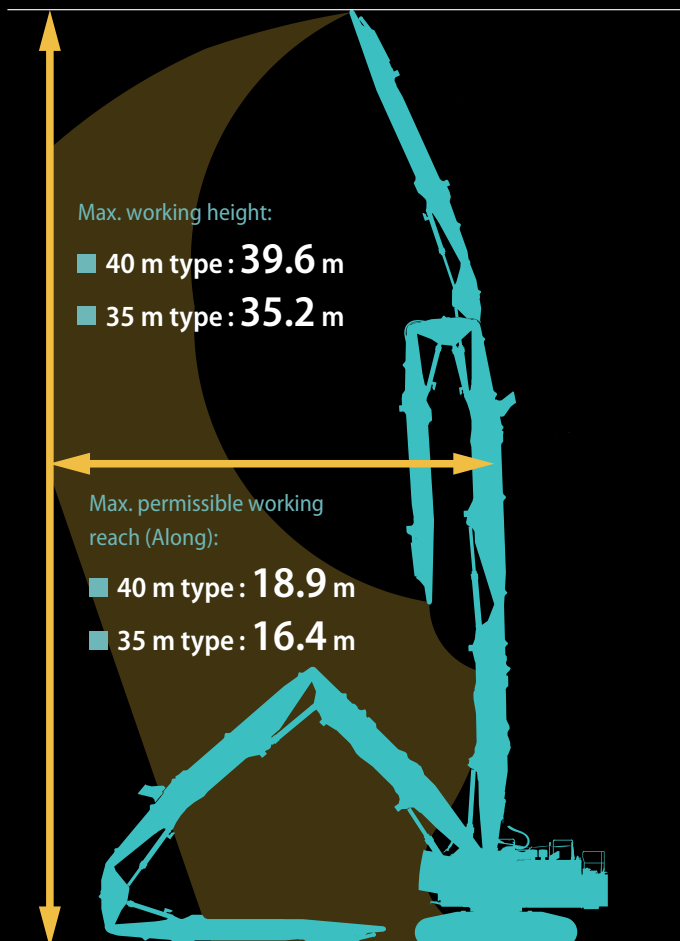 Max. working height:
40 m type : 39.6 m
35 m type : 35.2 m
Max. permissible working
reach (Along):
40 m type : 18.9 m
35 m type : 16.4 m